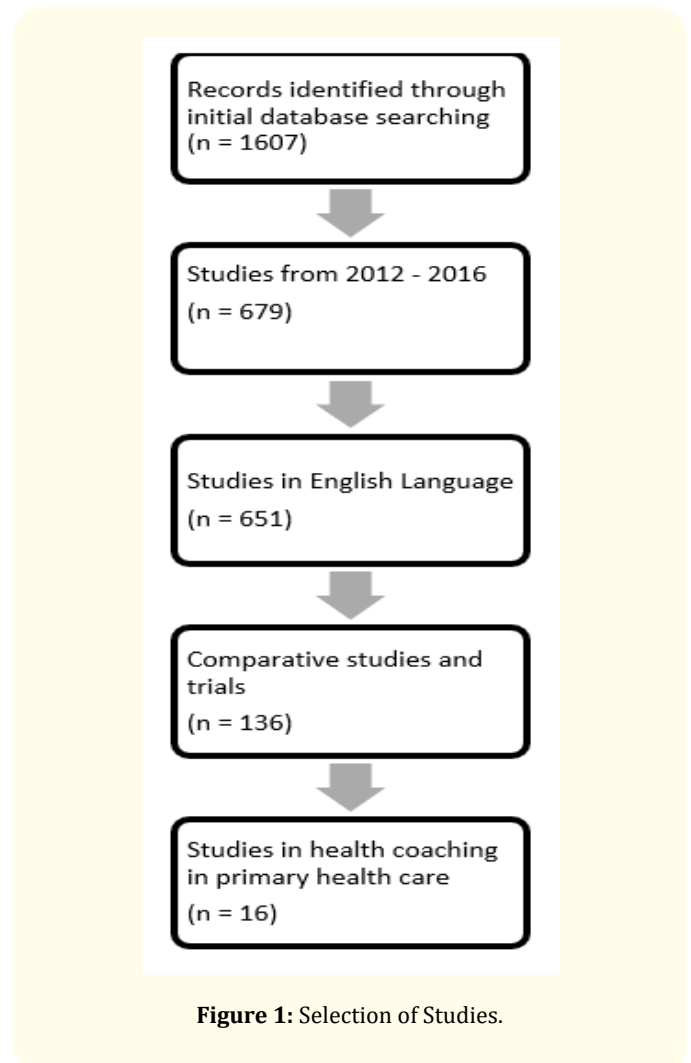 Records identified through
initial database searching
(n = 1607)
Studies from 2012 - 2016
(n = 679)
Studies in English Language
(n = 651)
Comparative studies and
trials
(n = 136)
Studies in health coaching
in primary health care
(n = 16)
Figure 1: Selection of Studies.